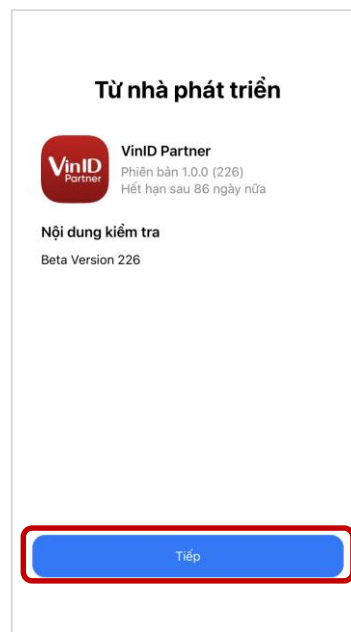 Từ nhà phát triển
VinID
Partner
VinID Partner
Phiên bản 1.0.0 (226)
Hết hạn sau 86 ngày nữa
Nội dung kiểm tra
Beta Version 226
Tiếp